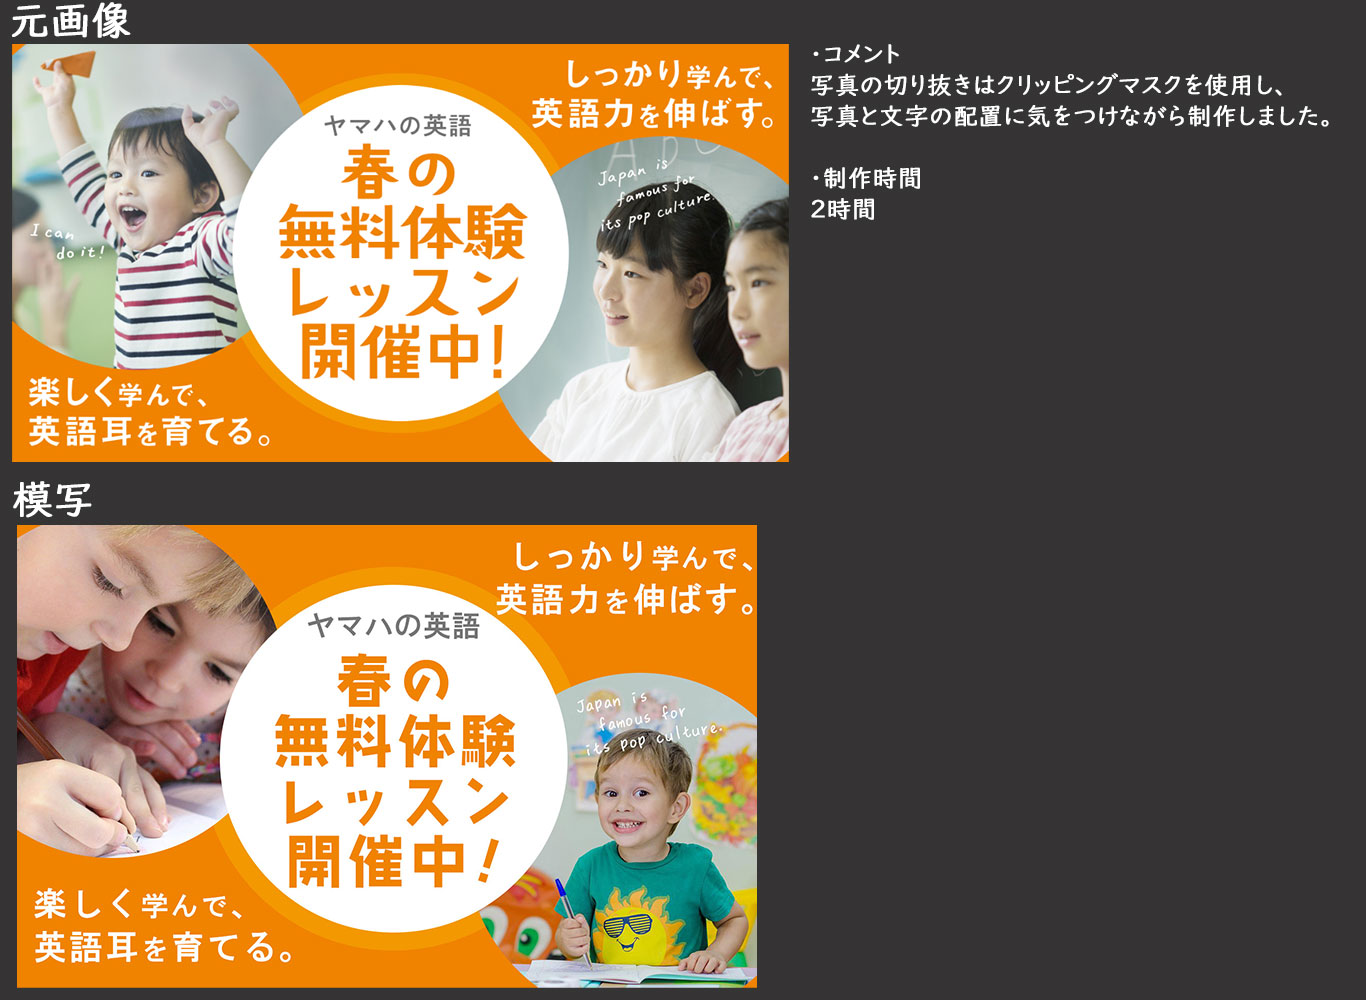 元画像
・コメント
写真の切り抜きはクリッピングマスクを使用し、
写真と文字の配置に気をつけながら制作しました。
・制作時間
2時間
しっかり学んで、
英語力を伸ばす。
ヤマハの英語
春の
無料体験
レッスン
開催中!
ABC
Japan is
famous for
its pop culture.
I can
do it!
楽しく学んで、
英語耳を育てる。
模写
しっかり学んで、
英語力を伸ばす。
ヤマハの英語
春の
無料体験
レッスン
開催中!
Japan is
famous for
its pop culture.
楽しく学んで、
英語耳を育てる。